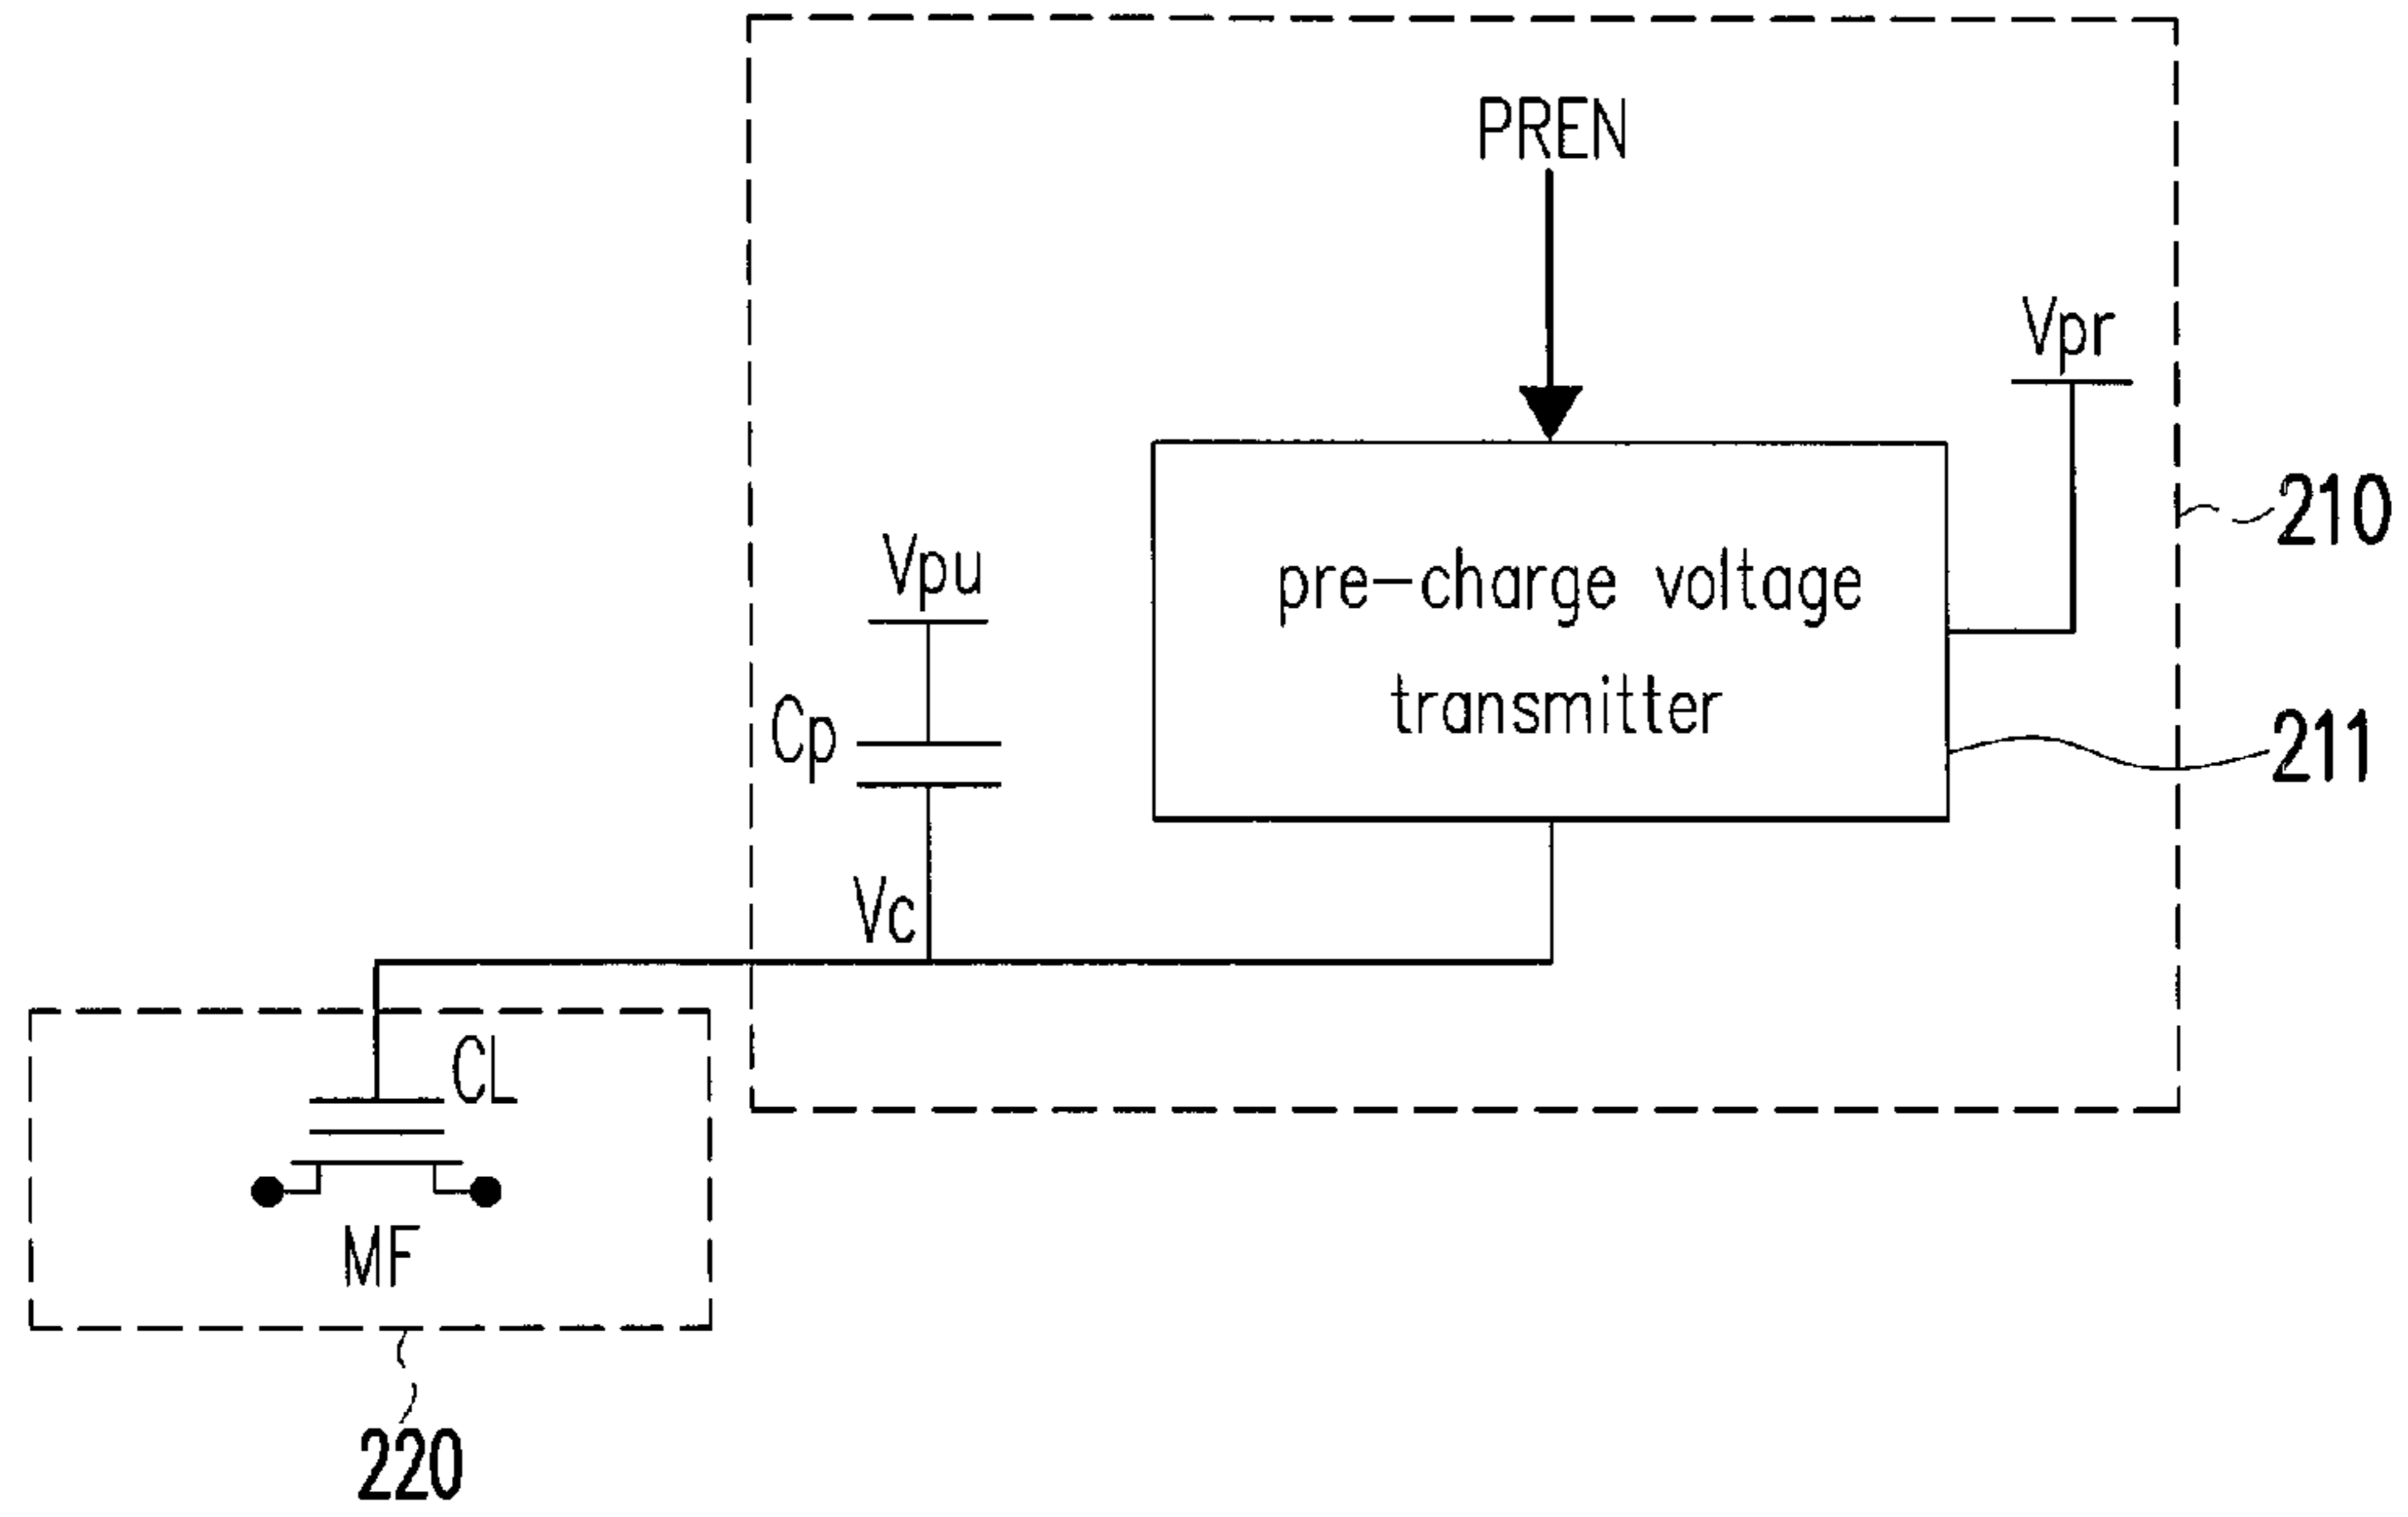 PREN
Vpr
210
Vpu
pre-charge voltage
transmitter
Cp
211
Vc
CL
MF
220